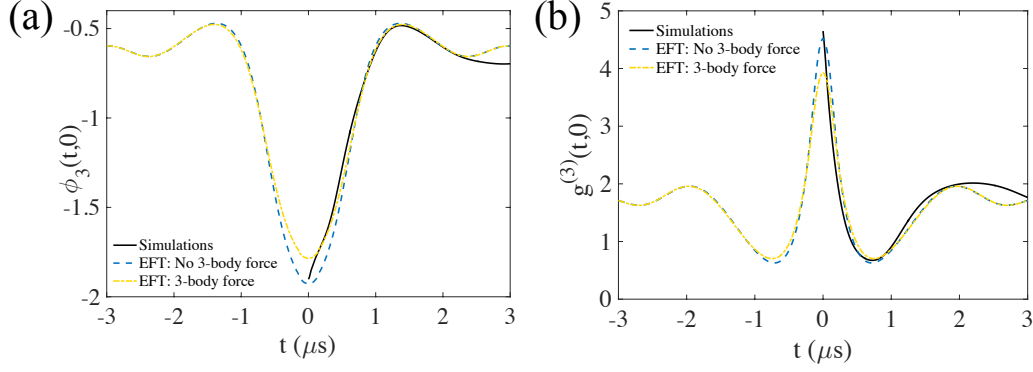 (a)
-0.5
-1
-1.5
-2
ϕ₃(t,0)
Simulations
EFT: No 3-body force
EFT: 3-body force
-3 -2 -1 0 1 2 3
t (μs)
(b)
5
4
3
2
1
0
g⁽³⁾(t,0)
Simulations
EFT: No 3-body force
EFT: 3-body force
-3 -2 -1 0 1 2 3
t (μs)